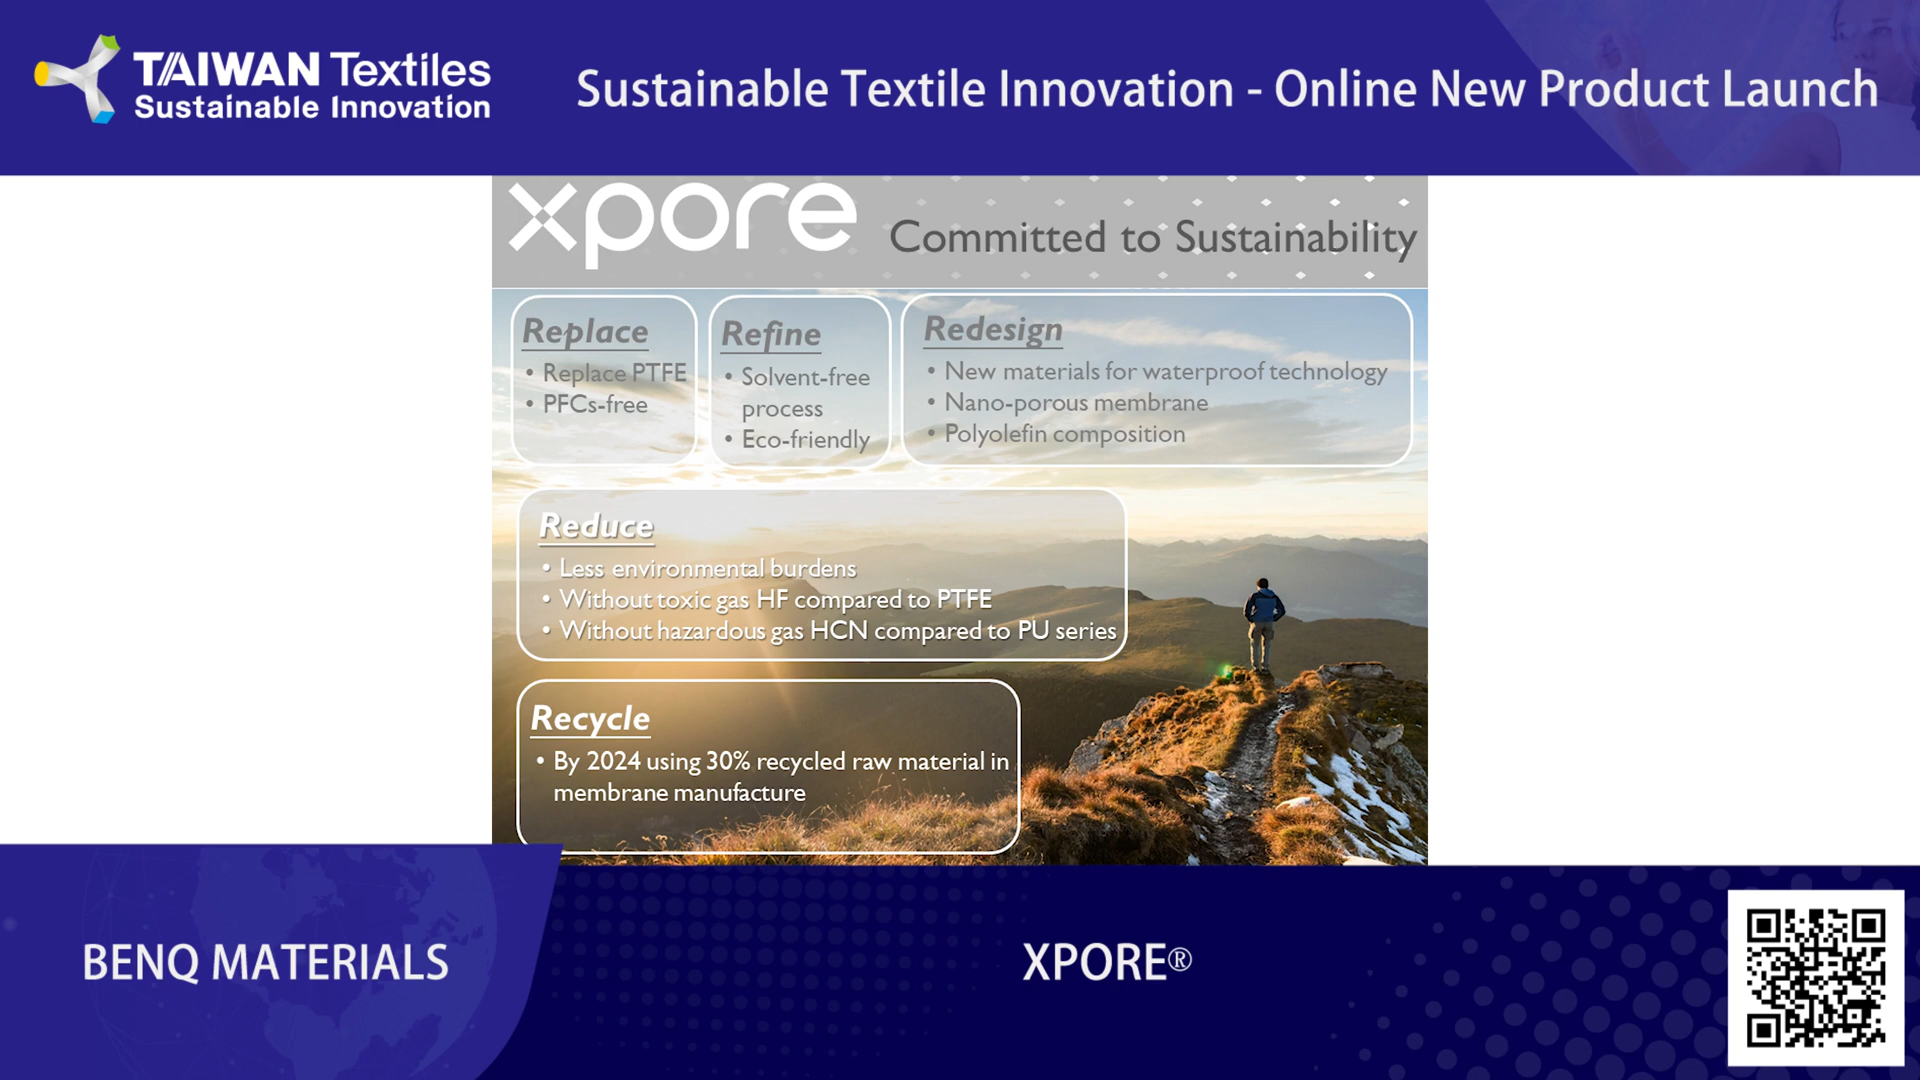 TAIWAN Textiles
Sustainable Innovation
Sustainable Textile Innovation - Online New Product Launch
xpore
Committed to Sustainability
Replace
• Replace PTFE
• PFCs-free
Refine
• Solvent-free
process
• Eco-friendly
Redesign
• New materials for waterproof technology
• Nano-porous membrane
• Polyolefin composition
Reduce
• Less environmental burdens
• Without toxic gas HF compared to PTFE
• Without hazardous gas HCN compared to PU series
Recycle
• By 2024 using 30% recycled raw material in
membrane manufacture
BENQ MATERIALS
XPORE®